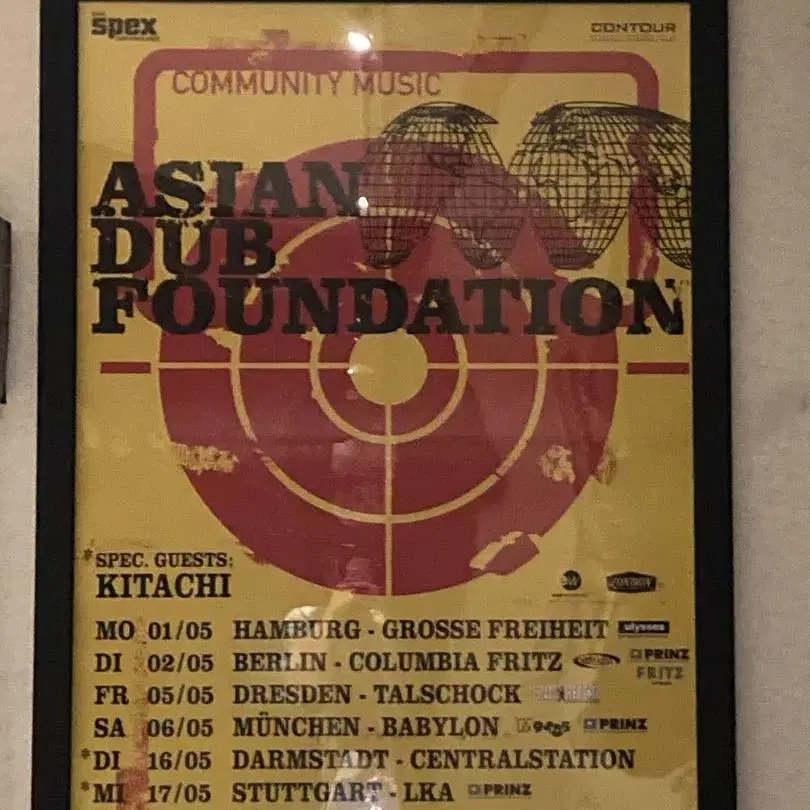 spex
CONTOUR
COMMUNITY MUSIC
ASIAN
DUB
FOUNDATION
*SPEC. GUESTS:
KITACHI
LONDON
MO 01/05 HAMBURG - GROSSE FREIHEIT ulysses
DI 02/05 BERLIN - COLUMBIA FRITZ PRINZ
FRITZ
FR 05/05 DRESDEN - TALSCHOCK
SA 06/05 MÜNCHEN - BABYLON PRINZ
*DI 16/05 DARMSTADT - CENTRALSTATION
*MI 17/05 STUTTGART - LKA PRINZ